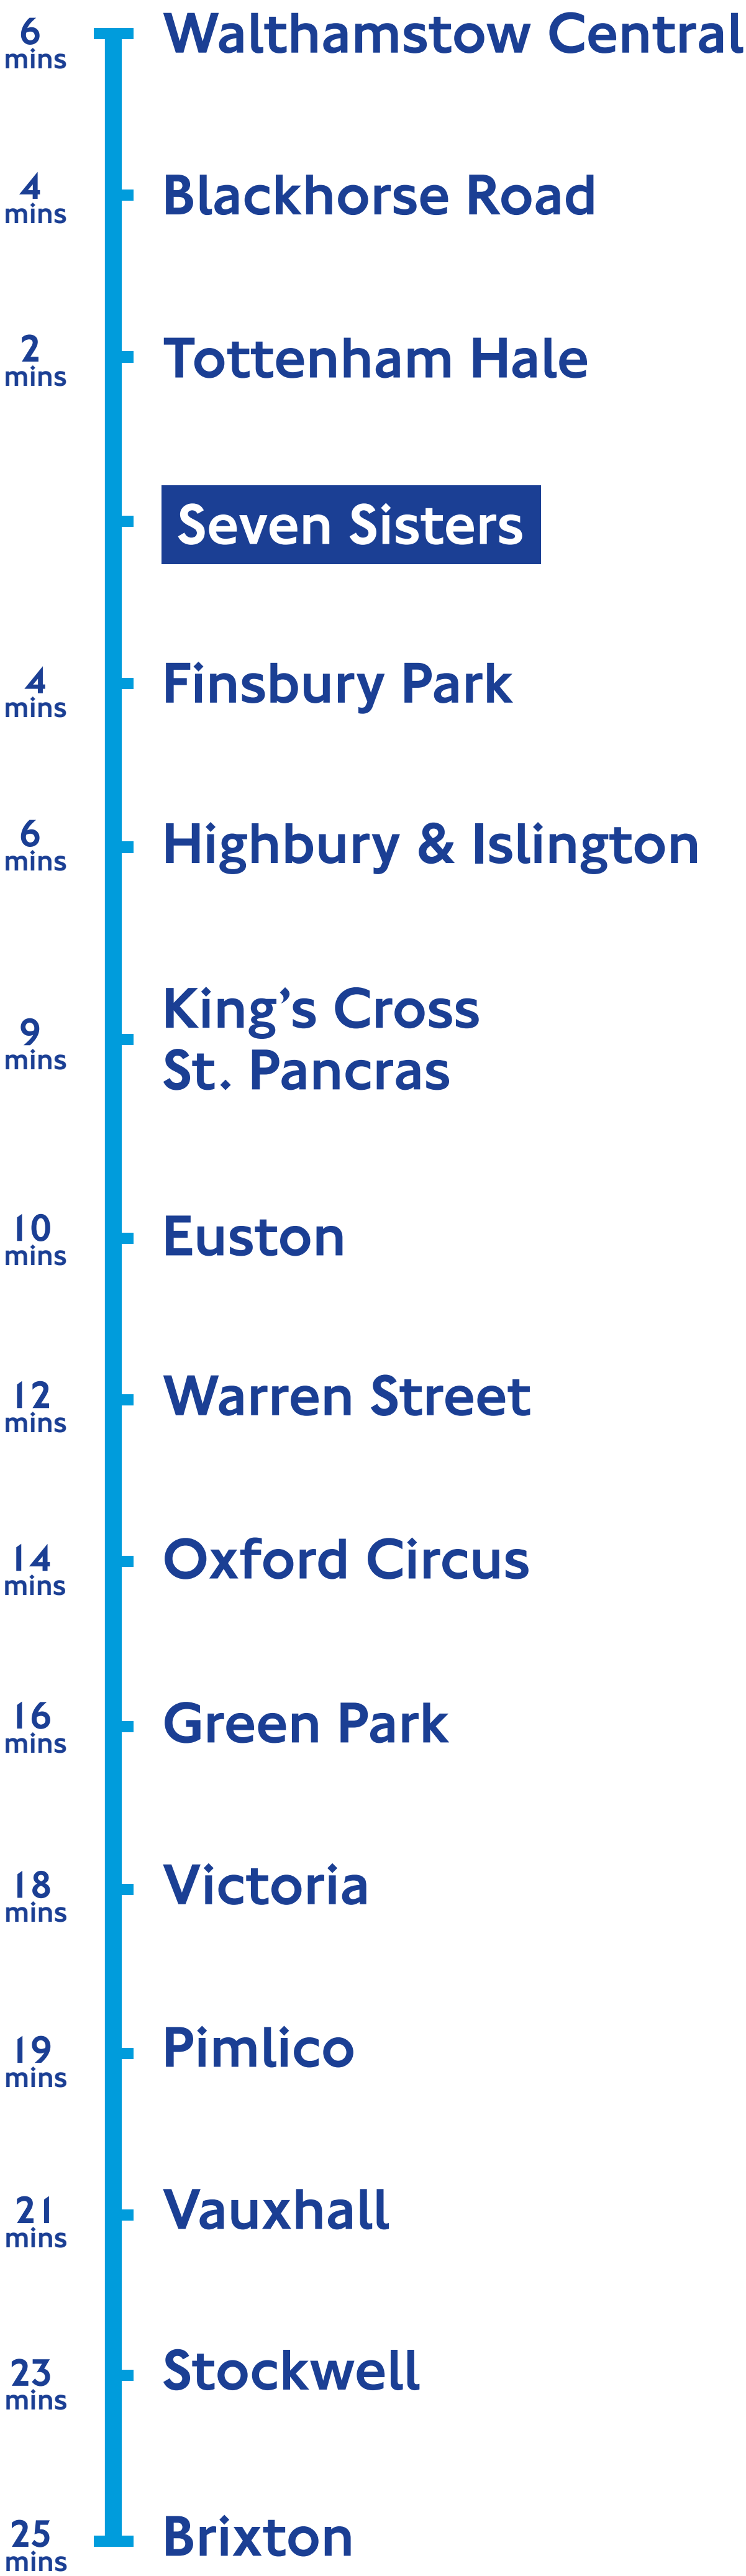 6
mins
Walthamstow Central
4
mins
Blackhorse Road
2
mins
Tottenham Hale
Seven Sisters
4
mins
Finsbury Park
6
mins
Highbury & Islington
9
mins
King’s Cross
St. Pancras
10
mins
Euston
12
mins
Warren Street
14
mins
Oxford Circus
16
mins
Green Park
18
mins
Victoria
19
mins
Pimlico
21
mins
Vauxhall
23
mins
Stockwell
25
mins
Brixton